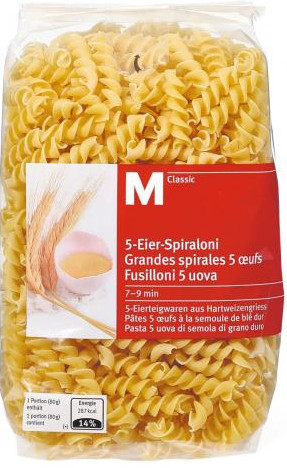 M
Classic
5-Eier-Spiraloni
Grandes spirales 5 œufs
Fusilloni 5 uova
7–9 min
5-Eierteigwaren aus Hartweizengriess
Pâtes 5 œufs à la semoule de blé dur
Pasta 5 uova di semola di grano duro
1 Portion (80g)
enthält
1 portion (80g)
contient
Energie
287 kcal
14%